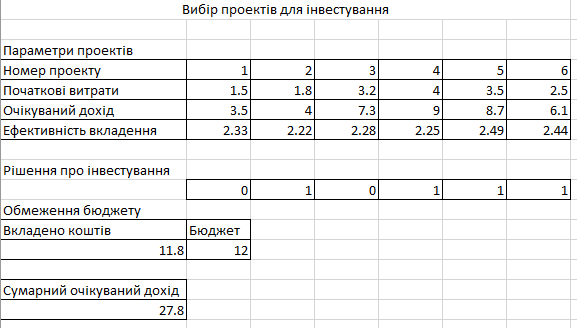 Вибір проектів для інвестування
Параметри проектів
Номер проекту 1 2 3 4 5 6
Початкові витрати 1.5 1.8 3.2 4 3.5 2.5
Очікуваний дохід 3.5 4 7.3 9 8.7 6.1
Ефективність вкладення 2.33 2.22 2.28 2.25 2.49 2.44
Рішення про інвестування
0 1 0 1 1 1
Обмеження бюджету
Вкладено коштів Бюджет
11.8 12
Сумарний очікуваний дохід
27.8